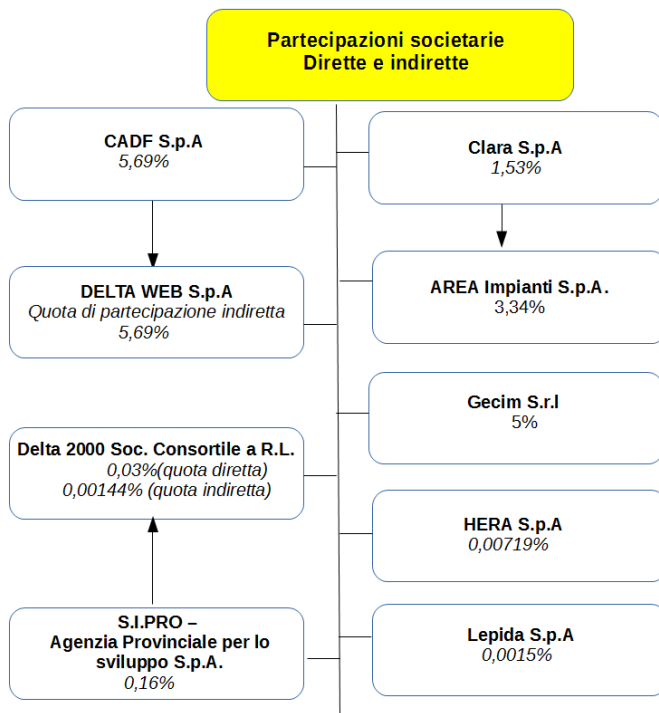 Partecipazioni societarie
Dirette e indirette
CADF S.p.A
5,69%
Clara S.p.A
1,53%
DELTA WEB S.p.A
Quota di partecipazione indiretta
5,69%
AREA Impianti S.p.A.
3,34%
Gecim S.r.l
5%
Delta 2000 Soc. Consortile a R.L.
0,03%(quota diretta)
0,00144% (quota indiretta)
HERA S.p.A
0,00719%
S.I.PRO –
Agenzia Provinciale per lo
sviluppo S.p.A.
0,16%
Lepida S.p.A
0,0015%